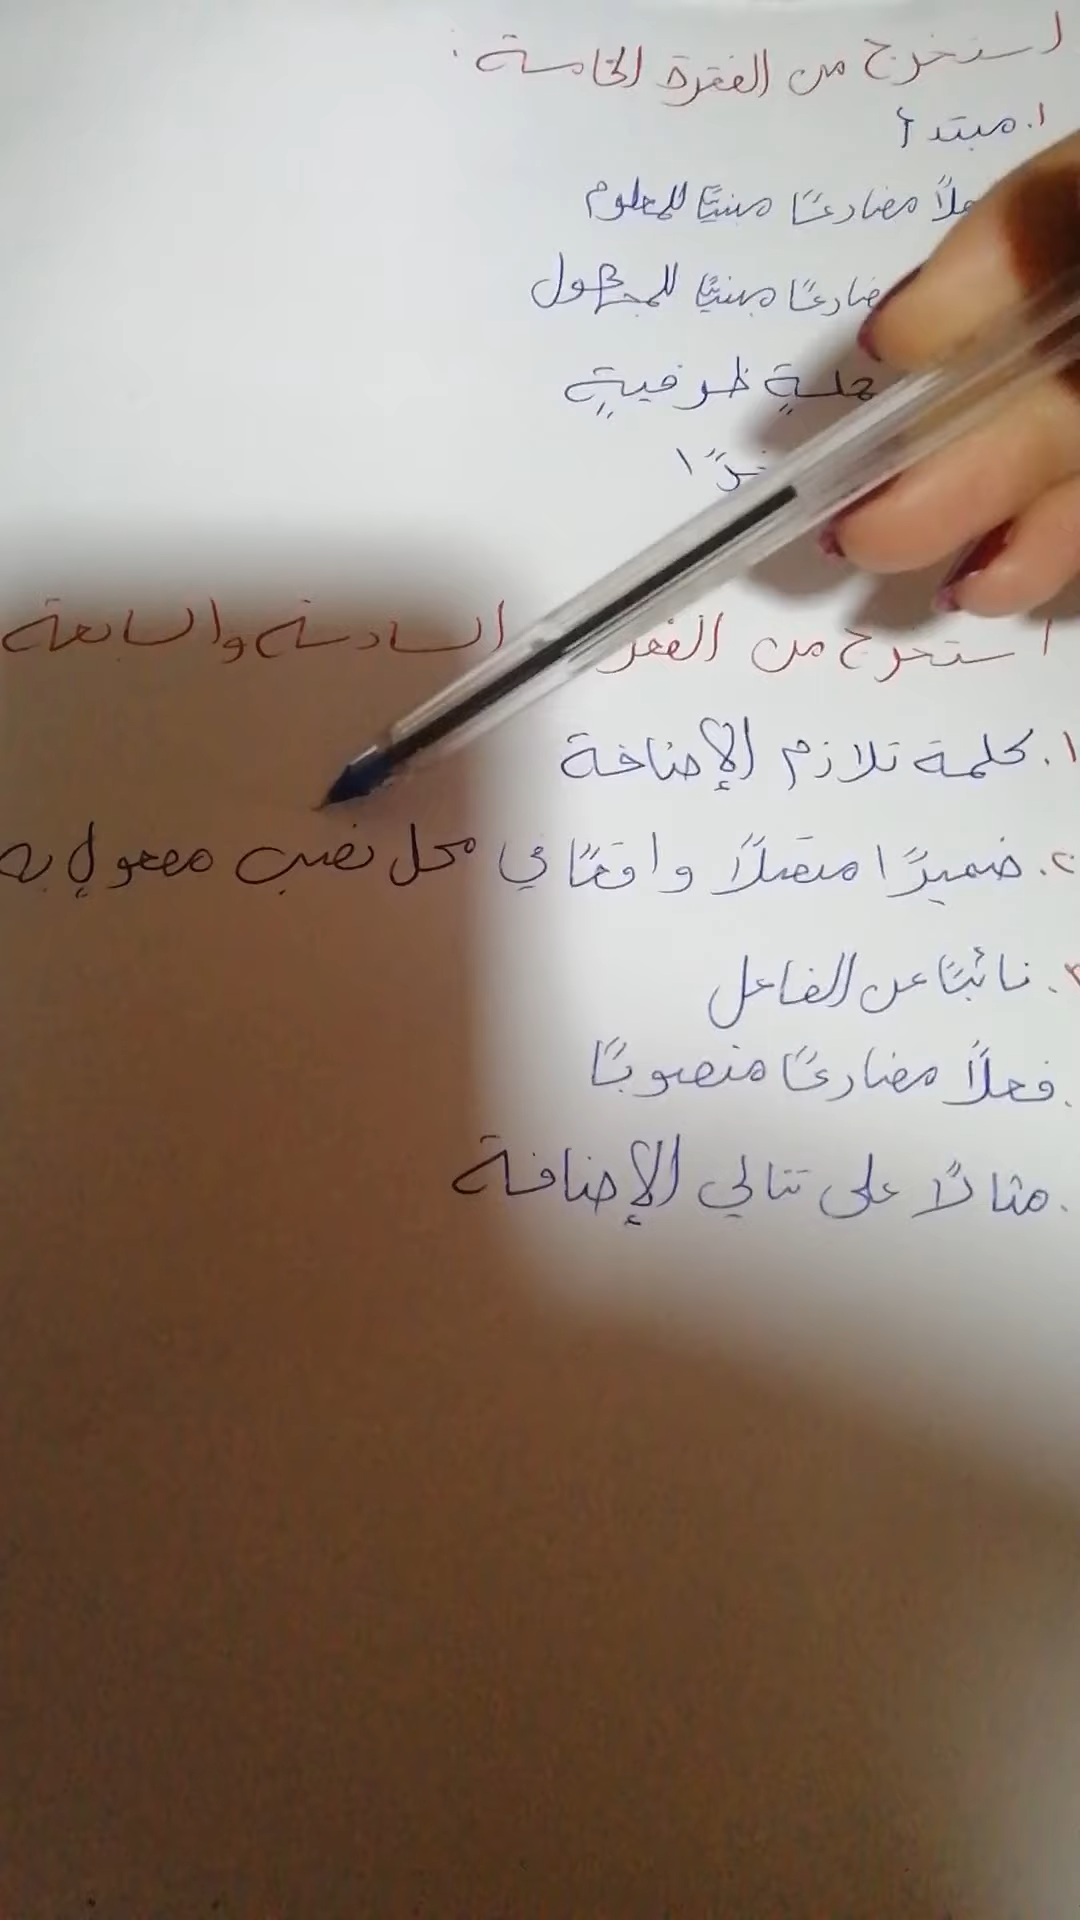 استخرج من الفقرة الخامسة :
١. مبتدأ
مضارعًا مبنيًا للمعلوم
مبنيًا للمجهول
ظرفيةٍ
استخرج من السادسة والسابعة
١. كلمة تلازم الإضافة
٢. ضميرًا متصلًا واقعًا في محل نصب مفعول به
٣. نائبًا عن الفاعل
. فعلًا مضارعًا منصوبًا
. مثالًا على تتالي الإضافة